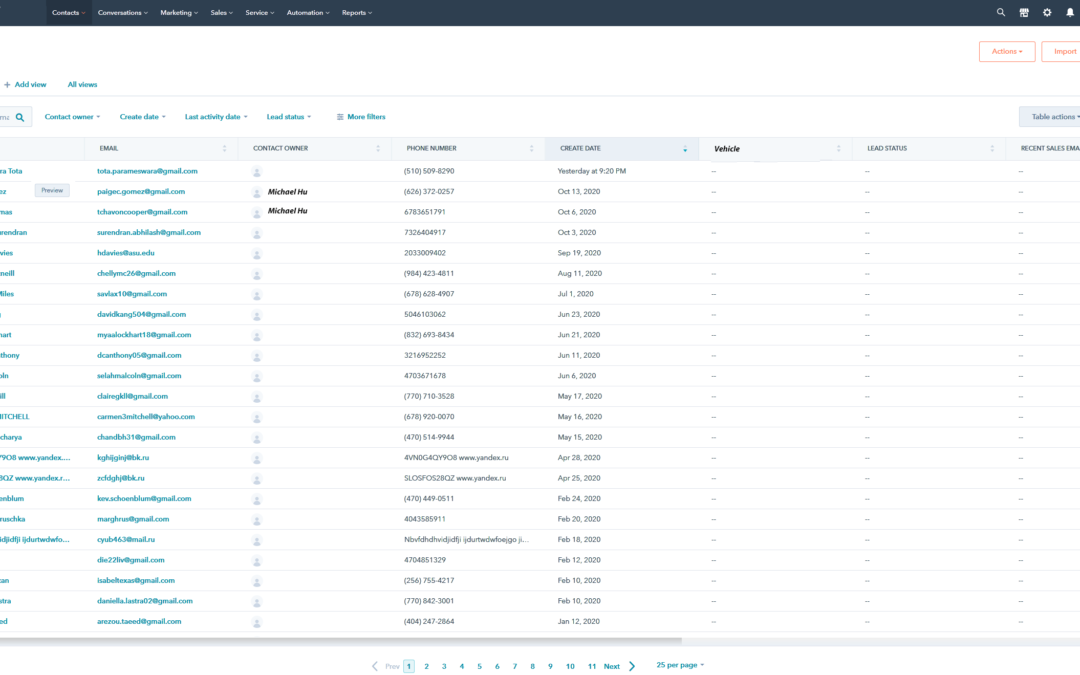 Contacts Conversations Marketing Sales Service Automation Reports
Actions Import
+ Add view All views
Contact owner Create date Last activity date Lead status More filters Table actions
EMAIL CONTACT OWNER PHONE NUMBER CREATE DATE Vehicle LEAD STATUS RECENT SALES EMA
ra Tota tota.parameswara@gmail.com (510) 509-8290 Yesterday at 9:20 PM -- -- --
ez Preview paigec.gomez@gmail.com Michael Hu (626) 372-0257 Oct 13, 2020 -- -- --
mas tchavoncooper@gmail.com Michael Hu 6783651791 Oct 6, 2020 -- -- --
urendran surendran.abhilash@gmail.com 7326404917 Oct 3, 2020 -- -- --
vies hdavies@asu.edu 2033009402 Sep 19, 2020 -- -- --
neill chellymc26@gmail.com (984) 423-4811 Aug 11, 2020 -- -- --
Miles savlax10@gmail.com (678) 628-4907 Jul 1, 2020 -- -- --
davidkang504@gmail.com 5046103062 Jun 23, 2020 -- -- --
hart myaalockhart18@gmail.com (832) 693-8434 Jun 21, 2020 -- -- --
thony dcanthony05@gmail.com 3216952252 Jun 11, 2020 -- -- --
oln selahmalcoln@gmail.com 4703671678 Jun 6, 2020 -- -- --
ill clairegkll@gmail.com (770) 710-3528 May 17, 2020 -- -- --
MITCHELL carmen3mitchell@yahoo.com (678) 920-0070 May 16, 2020 -- -- --
charya chandbh31@gmail.com (470) 514-9944 May 15, 2020 -- -- --
Y9O8 www.yandex.... kghijginj@bk.ru 4VN0G4QY9O8 www.yandex.ru Apr 28, 2020 -- -- --
8QZ www.yandex.r... zcfdghj@bk.ru SLOSFOS28QZ www.yandex.ru Apr 25, 2020 -- -- --
enblum kev.schoenblum@gmail.com (470) 449-0511 Feb 24, 2020 -- -- --
ruschka marghrus@gmail.com 4043585911 Feb 20, 2020 -- -- --
idjidfji ijdurtwdwfo... cyub463@mail.ru Nbvfdhdhvidjidfji ijdurtwdwfoejgo ji... Feb 18, 2020 -- -- --
die22fiv@gmail.com 4704851329 Feb 12, 2020 -- -- --
an isabeltexas@gmail.com (256) 755-4217 Feb 10, 2020 -- -- --
stra daniella.lastra02@gmail.com (770) 842-3001 Feb 10, 2020 -- -- --
ed arezou.taeed@gmail.com (404) 247-2864 Jan 12, 2020 -- -- --
Prev 1 2 3 4 5 6 7 8 9 10 11 Next 25 per page